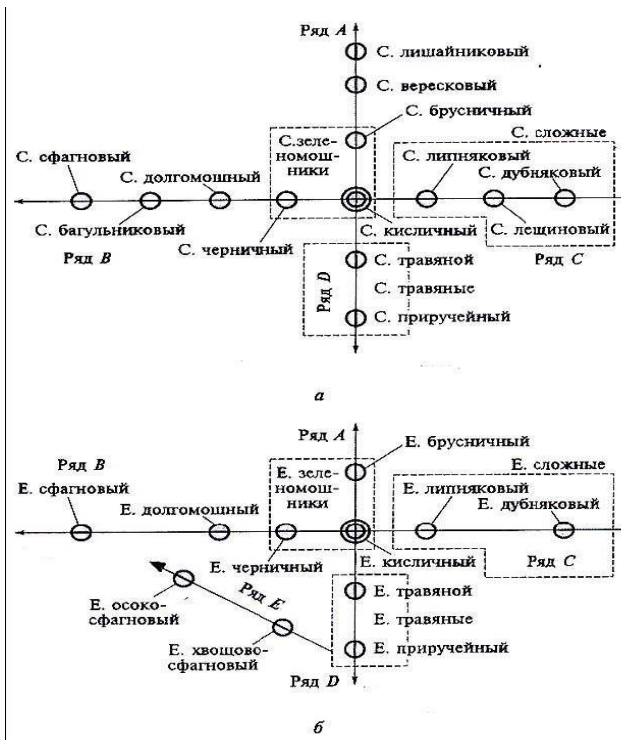 Ряд А
С. лишайниковый
С. вересковый
С. брусничный
С.зеле-
номош-
ники
С. сложные
С. липняковый
С. дубняковый
С. сфагновый
С. долгомошный
С. багульниковый
С. черничный
С. кисличный
С. лещиновый
Ряд В
Ряд С
Ряд D
С. травяной
С. травяные
С. приручейный
а
Ряд А
Е. брусничный
Ряд В
Е. зеле-
номош-
ники
Е. сложные
Е. сфагновый
Е. долгомошный
Е. липняковый
Е. дубняковый
Е. черничный
Е. кисличный
Ряд С
Е. осоко-
сфагновый
Ряд Е
Е. травяной
Е. травяные
Е. хвощово-
сфагновый
Е. приручейный
Ряд D
б